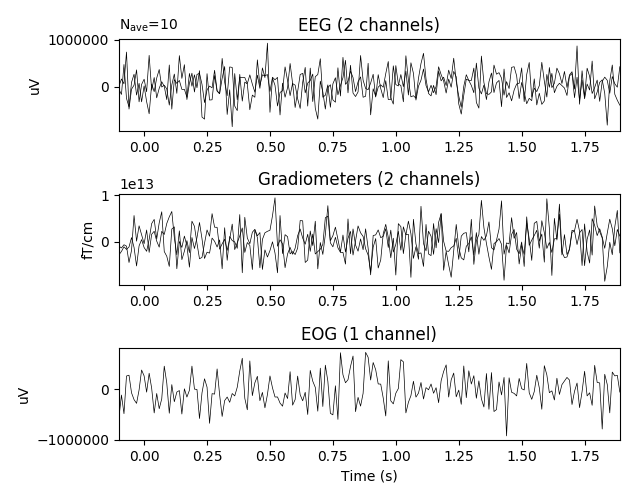 N_ave=10
EEG (2 channels)
1000000
0
uV
0.00 0.25 0.50 0.75 1.00 1.25 1.50 1.75
1e13
Gradiometers (2 channels)
1
0
fT/cm
0.00 0.25 0.50 0.75 1.00 1.25 1.50 1.75
EOG (1 channel)
0
uV
−1000000
0.00 0.25 0.50 0.75 1.00 1.25 1.50 1.75
Time (s)